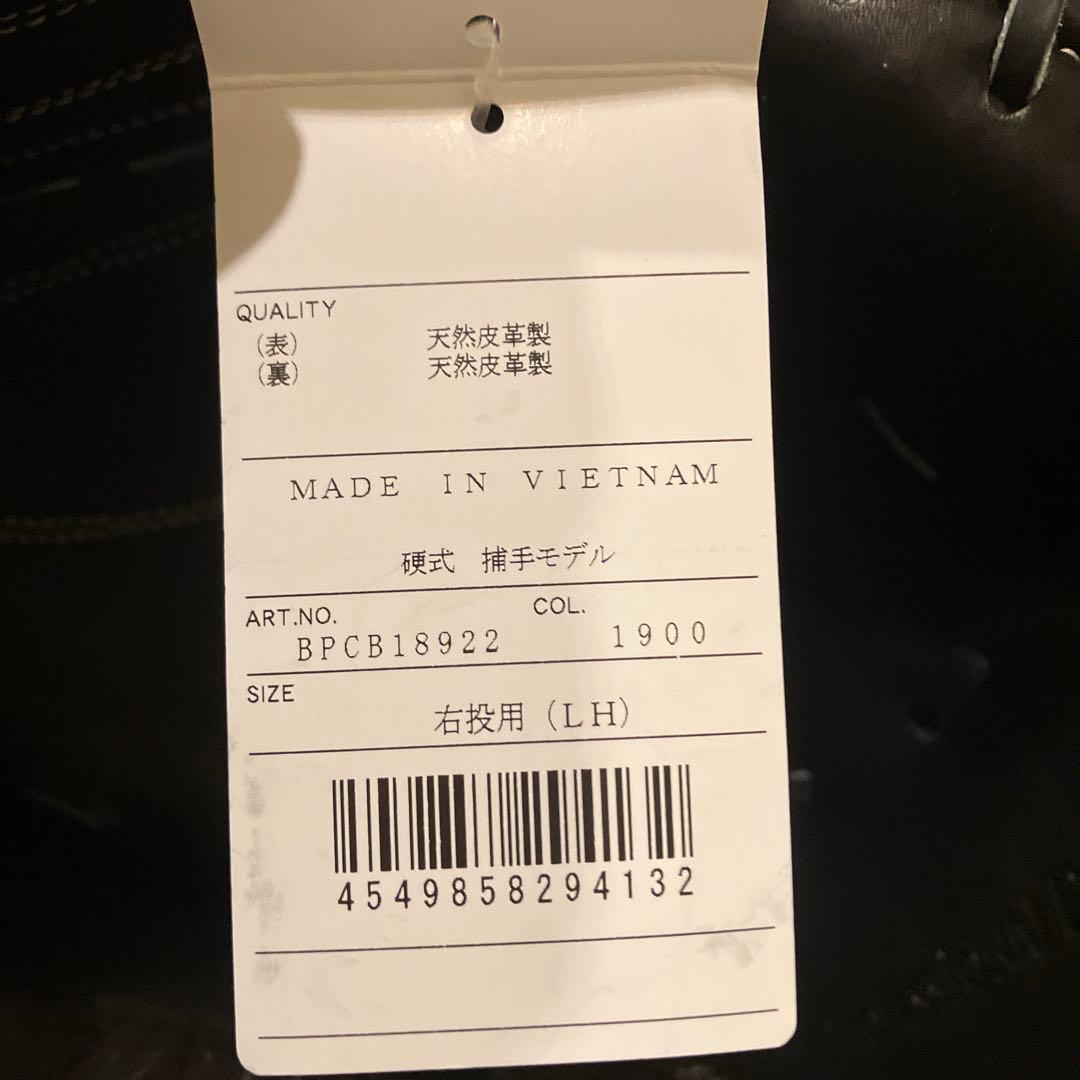 QUALITY
（表） 天然皮革製
（裏） 天然皮革製
MADE IN VIETNAM
硬式 捕手モデル
ART.NO. COL.
BPCB18922 1900
SIZE
右投用（LH）
4549858294132